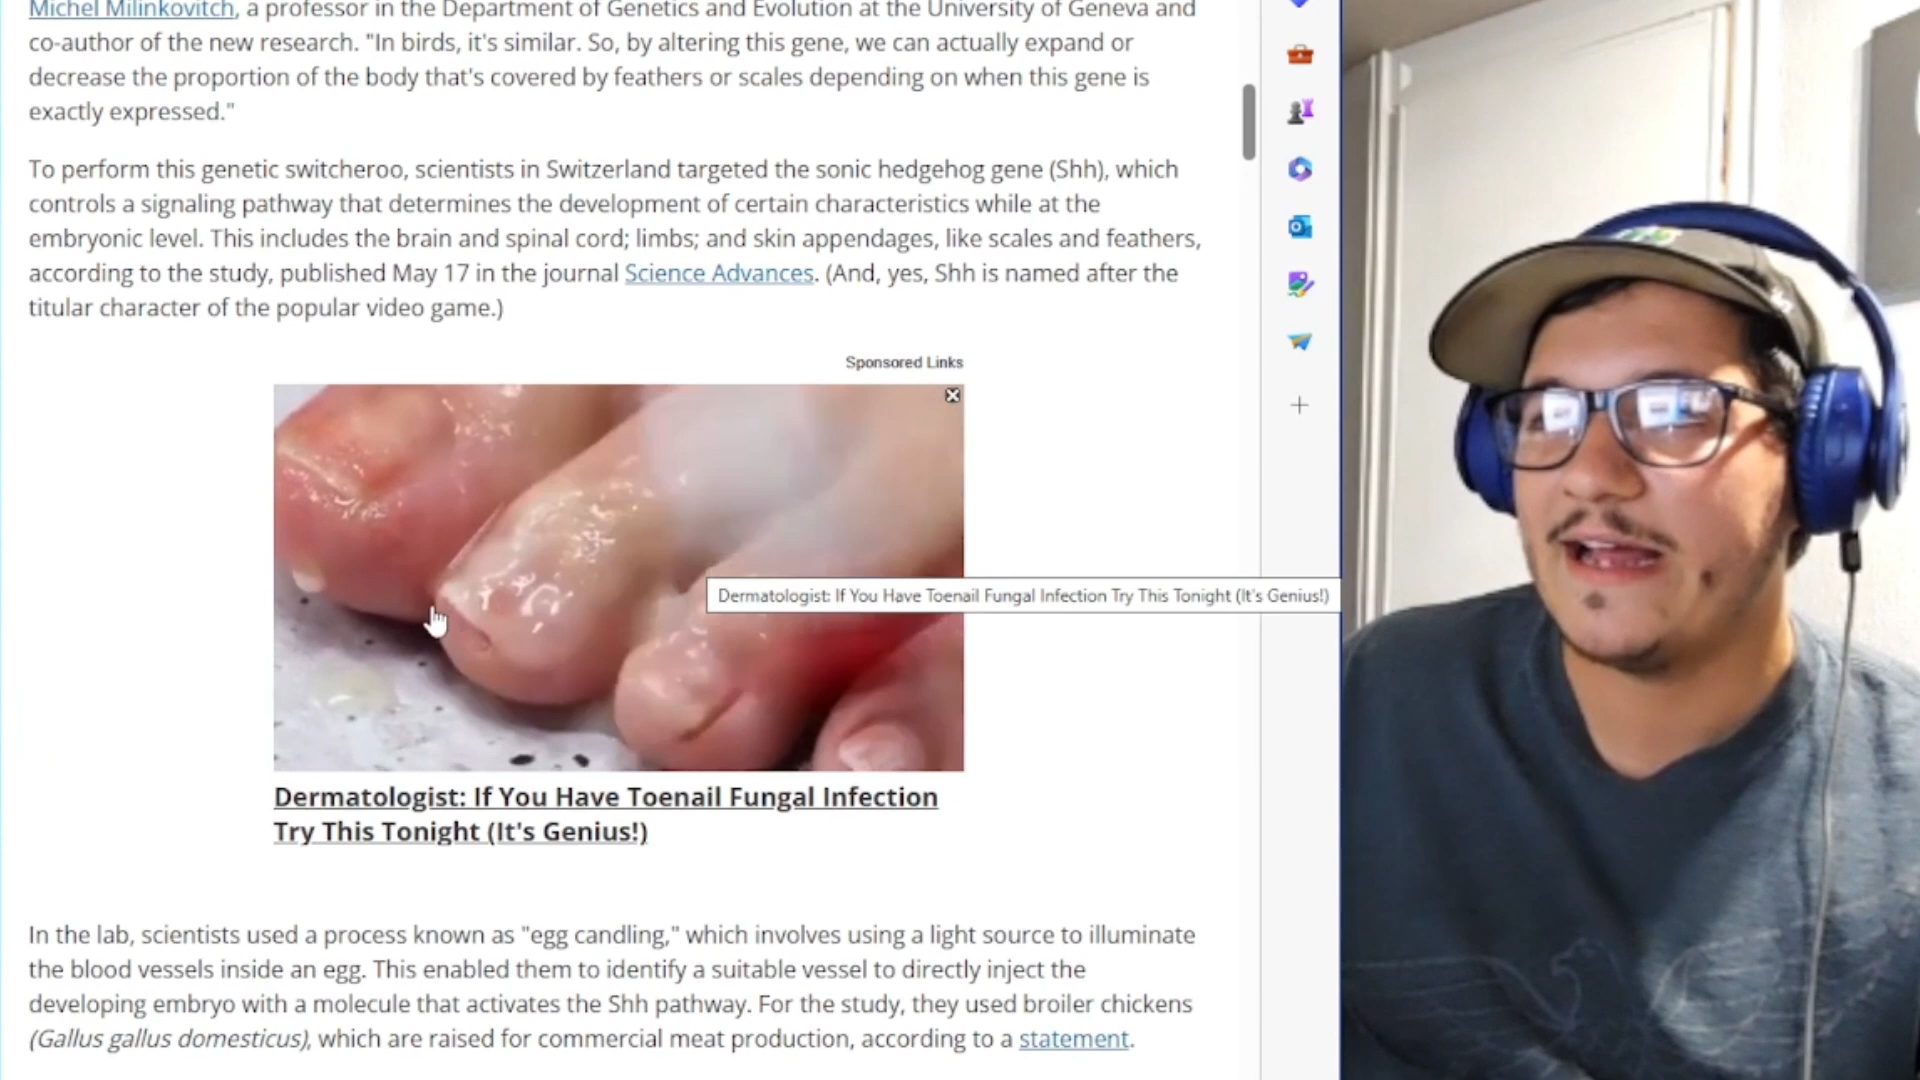 Michel Milinkovitch, a professor in the Department of Genetics and Evolution at the University of Geneva and
co-author of the new research. "In birds, it's similar. So, by altering this gene, we can actually expand or
decrease the proportion of the body that's covered by feathers or scales depending on when this gene is
exactly expressed."
To perform this genetic switcheroo, scientists in Switzerland targeted the sonic hedgehog gene (Shh), which
controls a signaling pathway that determines the development of certain characteristics while at the
embryonic level. This includes the brain and spinal cord; limbs; and skin appendages, like scales and feathers,
according to the study, published May 17 in the journal Science Advances. (And, yes, Shh is named after the
titular character of the popular video game.)
Sponsored Links
Dermatologist: If You Have Toenail Fungal Infection Try This Tonight (It's Genius!)
Dermatologist: If You Have Toenail Fungal Infection
Try This Tonight (It's Genius!)
In the lab, scientists used a process known as "egg candling," which involves using a light source to illuminate
the blood vessels inside an egg. This enabled them to identify a suitable vessel to directly inject the
developing embryo with a molecule that activates the Shh pathway. For the study, they used broiler chickens
(Gallus gallus domesticus), which are raised for commercial meat production, according to a statement.